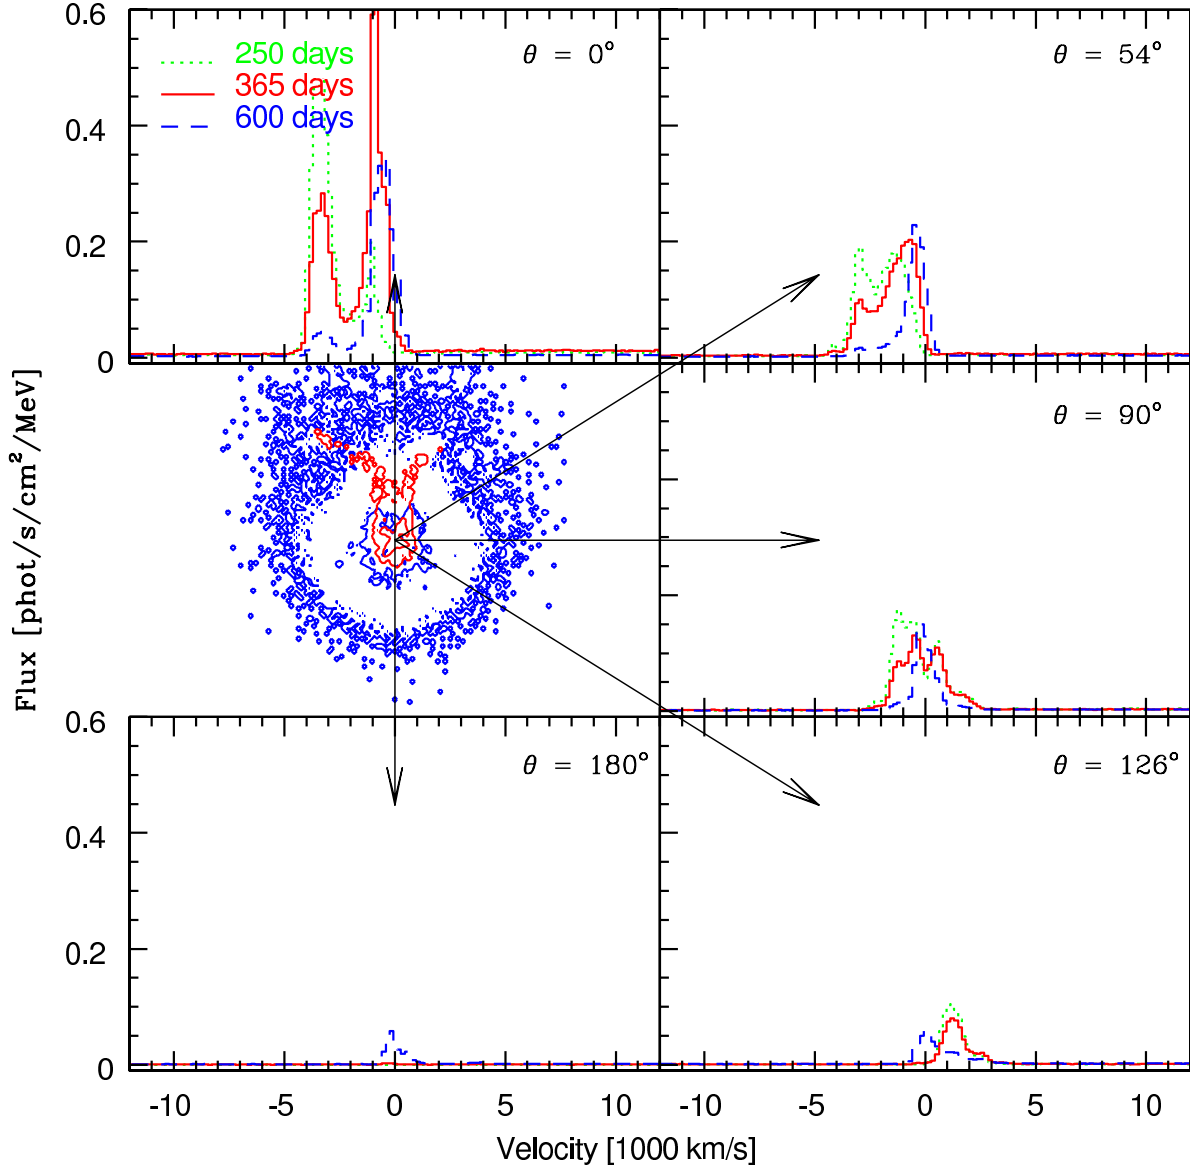 0.6
0.4
0.2
0
250 days
365 days
600 days
θ = 0°
θ = 54°
θ = 90°
Flux [phot/s/cm²/MeV]
0.6
0.4
0.2
0
θ = 180°
θ = 126°
-10 -5 0 5 10
-10 -5 0 5 10
Velocity [1000 km/s]